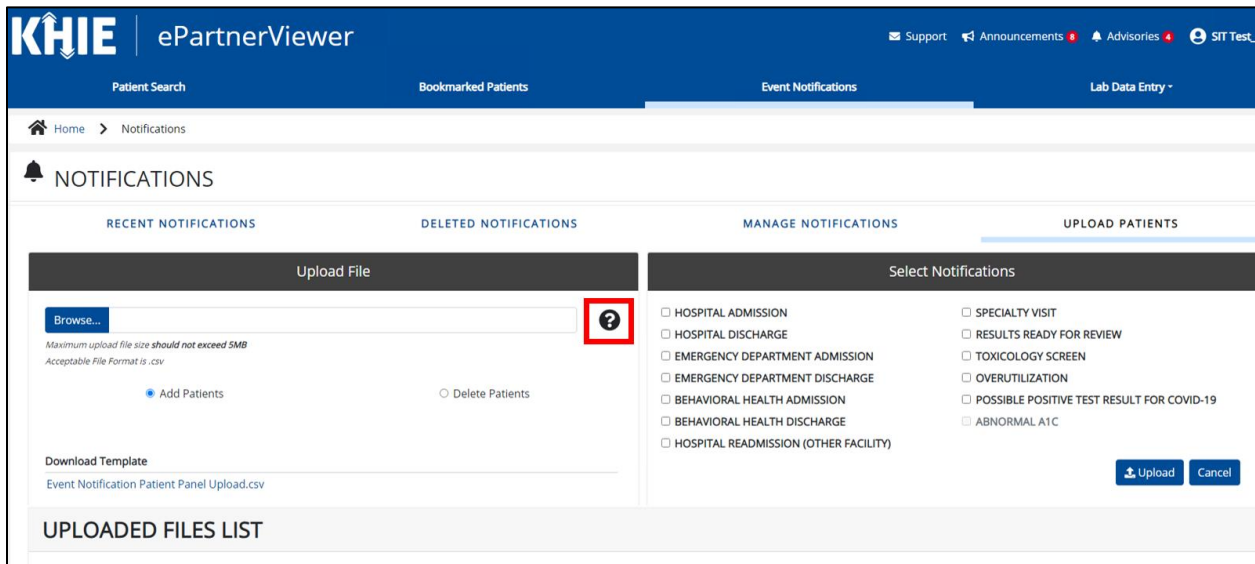 KHIE ePartnerViewer
Support Announcements 8 Advisories 4 SIT Test_
Patient Search Bookmarked Patients Event Notifications Lab Data Entry
Home > Notifications
NOTIFICATIONS
RECENT NOTIFICATIONS DELETED NOTIFICATIONS MANAGE NOTIFICATIONS UPLOAD PATIENTS
Upload File
Browse...
?
Maximum upload file size should not exceed 5MB
Acceptable File Format is .csv
Add Patients Delete Patients
Download Template
Event Notification Patient Panel Upload.csv
Select Notifications
HOSPITAL ADMISSION
HOSPITAL DISCHARGE
EMERGENCY DEPARTMENT ADMISSION
EMERGENCY DEPARTMENT DISCHARGE
BEHAVIORAL HEALTH ADMISSION
BEHAVIORAL HEALTH DISCHARGE
HOSPITAL READMISSION (OTHER FACILITY)
SPECIALTY VISIT
RESULTS READY FOR REVIEW
TOXICOLOGY SCREEN
OVERUTILIZATION
POSSIBLE POSITIVE TEST RESULT FOR COVID-19
ABNORMAL A1C
Upload Cancel
UPLOADED FILES LIST